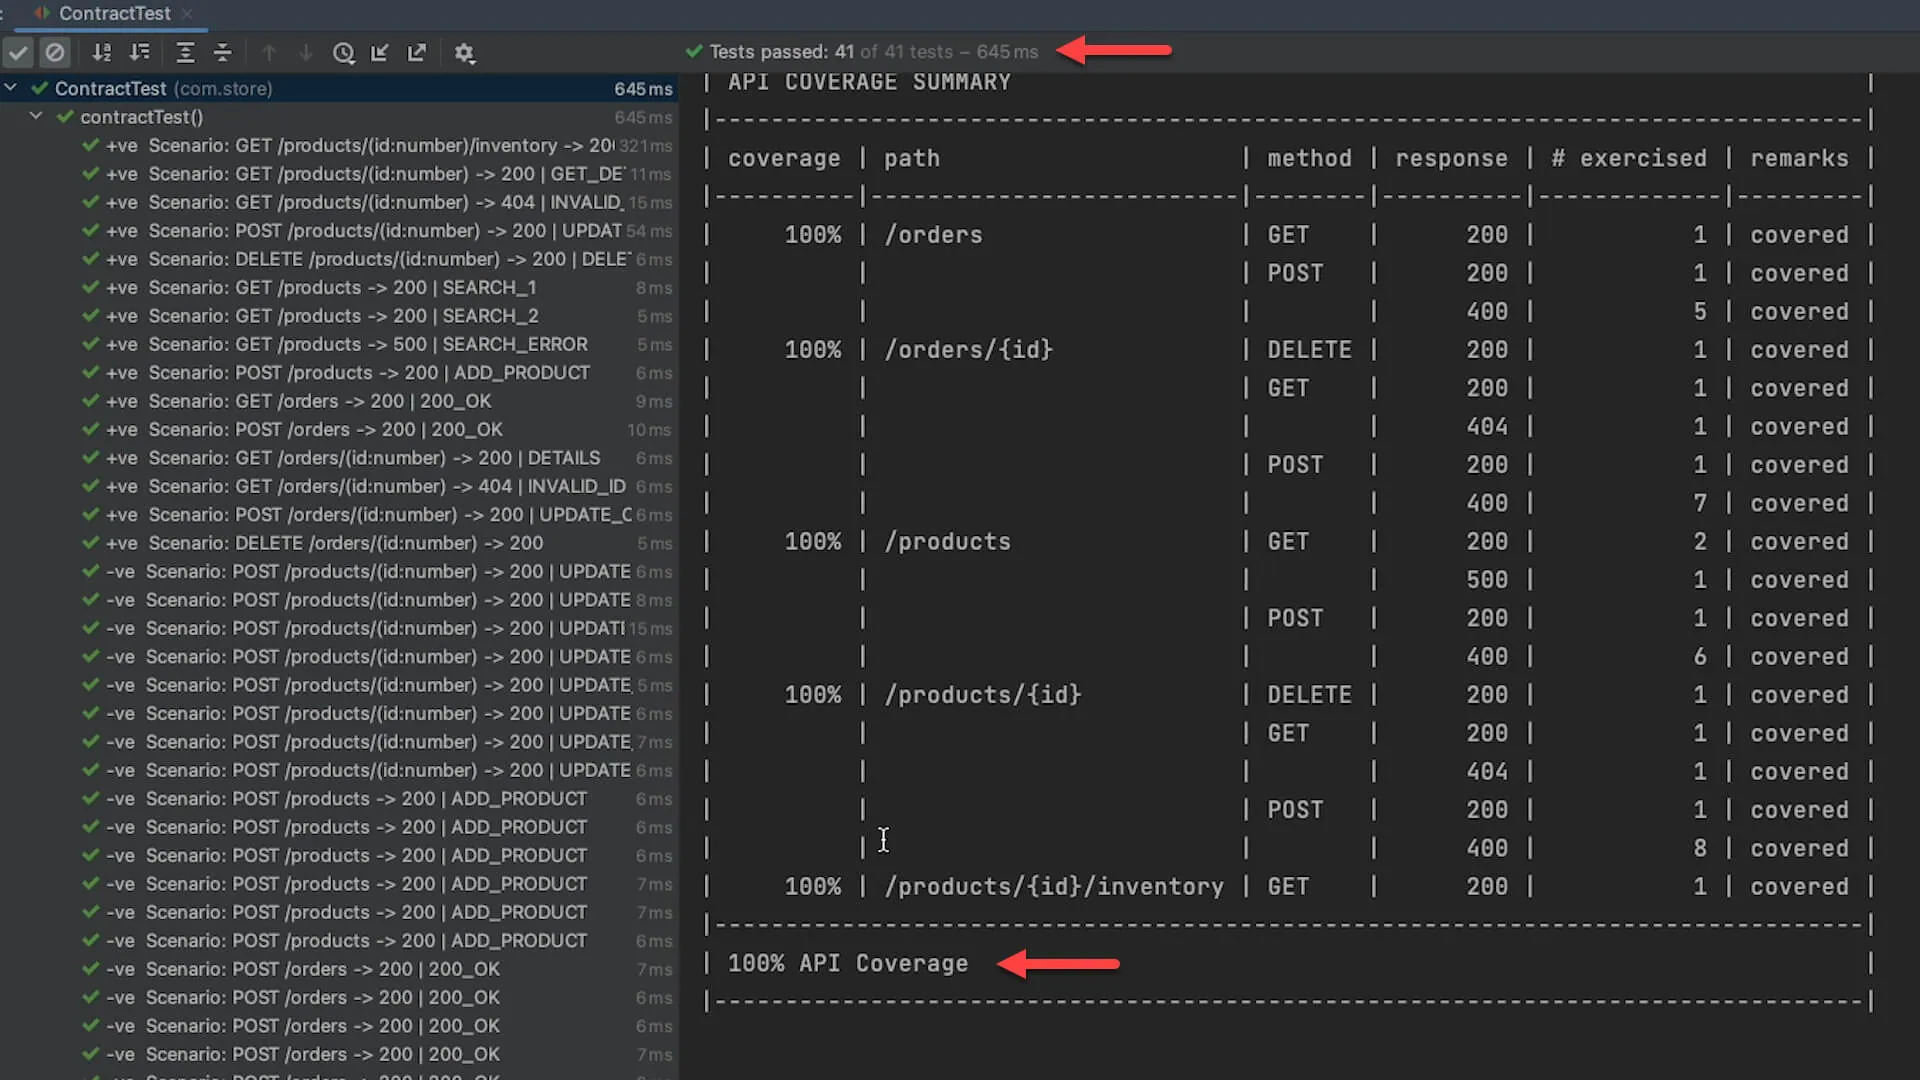 ContractTest
Tests passed: 41 of 41 tests – 645 ms
ContractTest (com.store) 645 ms
contractTest() 645 ms
+ve Scenario: GET /products/(id:number)/inventory -> 20 321 ms
+ve Scenario: GET /products/(id:number) -> 200 | GET_DE 11 ms
+ve Scenario: GET /products/(id:number) -> 404 | INVALID_ 15 ms
+ve Scenario: POST /products/(id:number) -> 200 | UPDAT 54 ms
+ve Scenario: DELETE /products/(id:number) -> 200 | DELE 6 ms
+ve Scenario: GET /products -> 200 | SEARCH_1 8 ms
+ve Scenario: GET /products -> 200 | SEARCH_2 5 ms
+ve Scenario: GET /products -> 500 | SEARCH_ERROR 5 ms
+ve Scenario: POST /products -> 200 | ADD_PRODUCT 6 ms
+ve Scenario: GET /orders -> 200 | 200_OK 9 ms
+ve Scenario: POST /orders -> 200 | 200_OK 10 ms
+ve Scenario: GET /orders/(id:number) -> 200 | DETAILS 6 ms
+ve Scenario: GET /orders/(id:number) -> 404 | INVALID_ID 6 ms
+ve Scenario: POST /orders/(id:number) -> 200 | UPDATE_ 6 ms
+ve Scenario: DELETE /orders/(id:number) -> 200 5 ms
-ve Scenario: POST /products/(id:number) -> 200 | UPDATE 6 ms
-ve Scenario: POST /products/(id:number) -> 200 | UPDATE 8 ms
-ve Scenario: POST /products/(id:number) -> 200 | UPDAT 15 ms
-ve Scenario: POST /products/(id:number) -> 200 | UPDATE 6 ms
-ve Scenario: POST /products/(id:number) -> 200 | UPDATE_ 5 ms
-ve Scenario: POST /products/(id:number) -> 200 | UPDATE 6 ms
-ve Scenario: POST /products/(id:number) -> 200 | UPDATE_ 7 ms
-ve Scenario: POST /products/(id:number) -> 200 | UPDATE 6 ms
-ve Scenario: POST /products -> 200 | ADD_PRODUCT 6 ms
-ve Scenario: POST /products -> 200 | ADD_PRODUCT 6 ms
-ve Scenario: POST /products -> 200 | ADD_PRODUCT 6 ms
-ve Scenario: POST /products -> 200 | ADD_PRODUCT 7 ms
-ve Scenario: POST /products -> 200 | ADD_PRODUCT 7 ms
-ve Scenario: POST /products -> 200 | ADD_PRODUCT 6 ms
-ve Scenario: POST /orders -> 200 | 200_OK 7 ms
-ve Scenario: POST /orders -> 200 | 200_OK 6 ms
-ve Scenario: POST /orders -> 200 | 200_OK 6 ms
-ve Scenario: POST /orders -> 200 | 200_OK 7 ms
| API COVERAGE SUMMARY |
| coverage | path | method | response | # exercised | remarks |
| 100% | /orders | GET | 200 | 1 | covered |
| | | POST | 200 | 1 | covered |
| | | | 400 | 5 | covered |
| 100% | /orders/{id} | DELETE | 200 | 1 | covered |
| | | GET | 200 | 1 | covered |
| | | | 404 | 1 | covered |
| | | POST | 200 | 1 | covered |
| | | | 400 | 7 | covered |
| 100% | /products | GET | 200 | 2 | covered |
| | | | 500 | 1 | covered |
| | | POST | 200 | 1 | covered |
| | | | 400 | 6 | covered |
| 100% | /products/{id} | DELETE | 200 | 1 | covered |
| | | GET | 200 | 1 | covered |
| | | | 404 | 1 | covered |
| | | POST | 200 | 1 | covered |
| | | | 400 | 8 | covered |
| 100% | /products/{id}/inventory | GET | 200 | 1 | covered |
| 100% API Coverage |